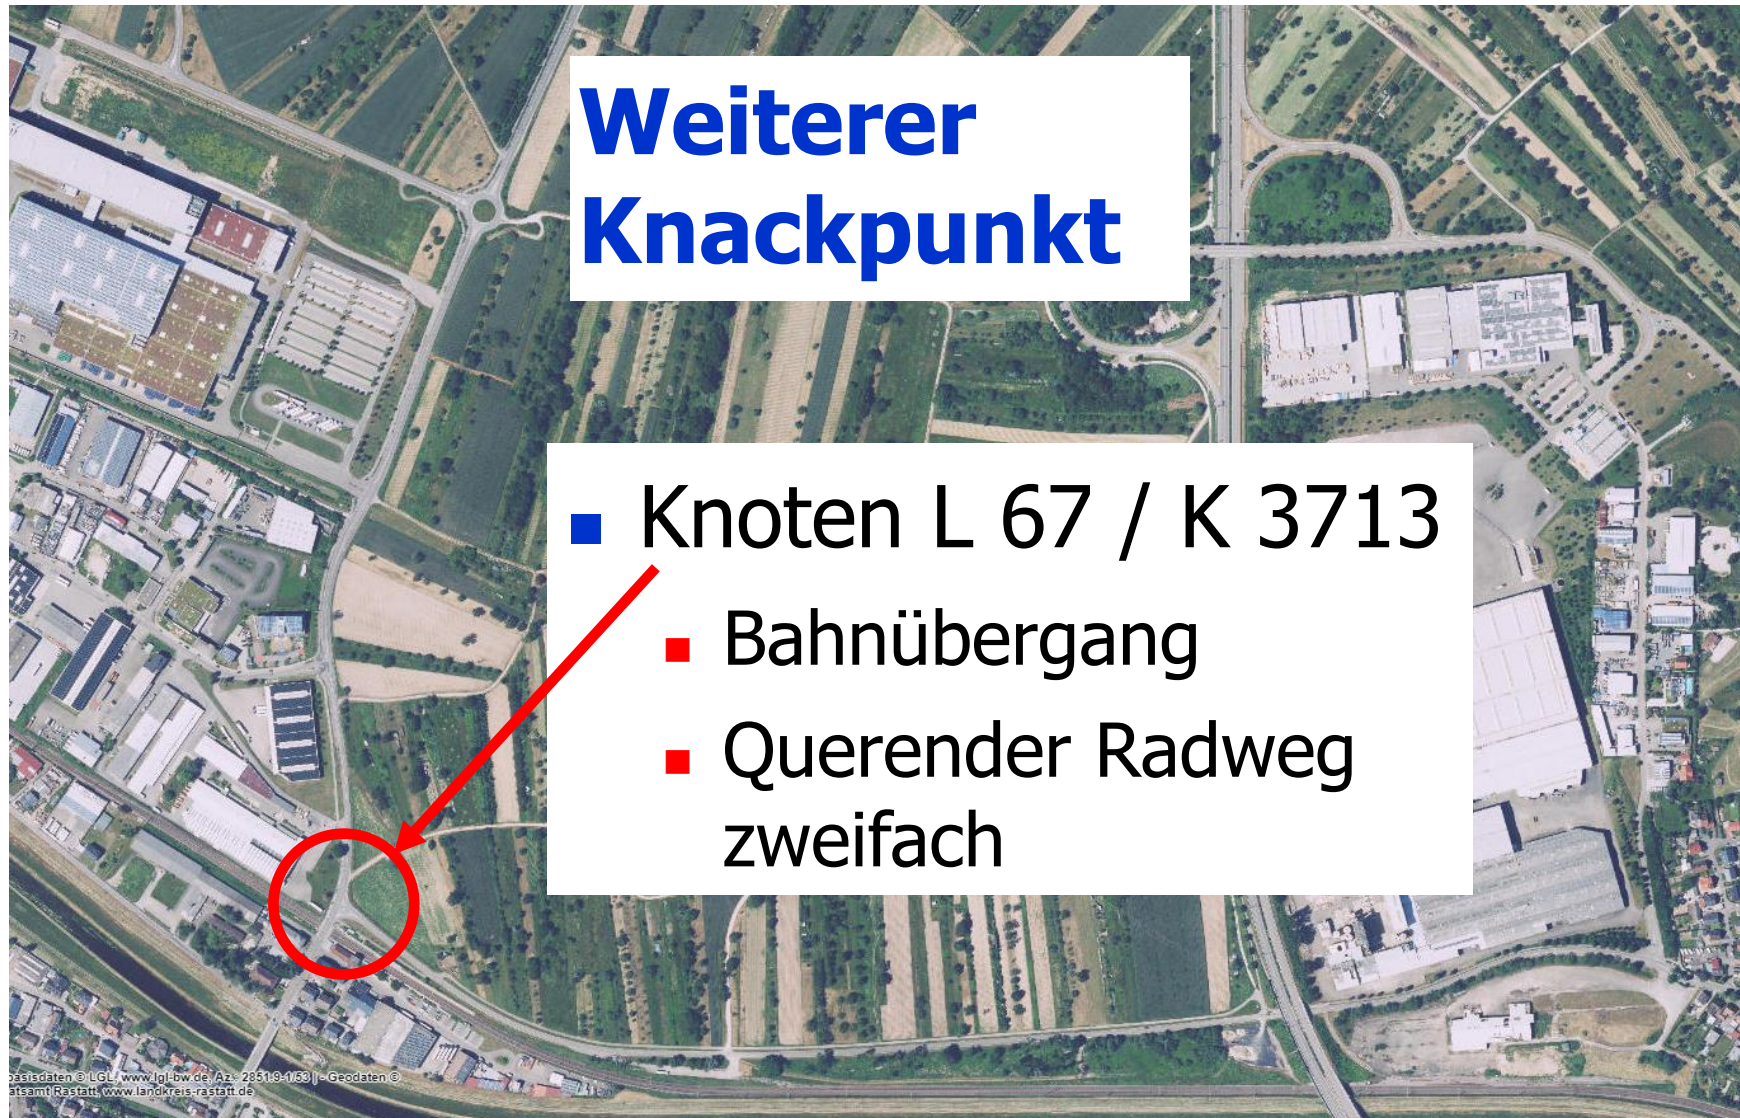 Weiterer
Knackpunkt
Knoten L 67 / K 3713
Bahnübergang
Querender Radweg
zweifach
basisdaten © LGL, www.lgl-bw.de, Az.: 2851.9-1/53 | - Geodaten ©
atsamt Rastatt, www.landkreis-rastatt.de